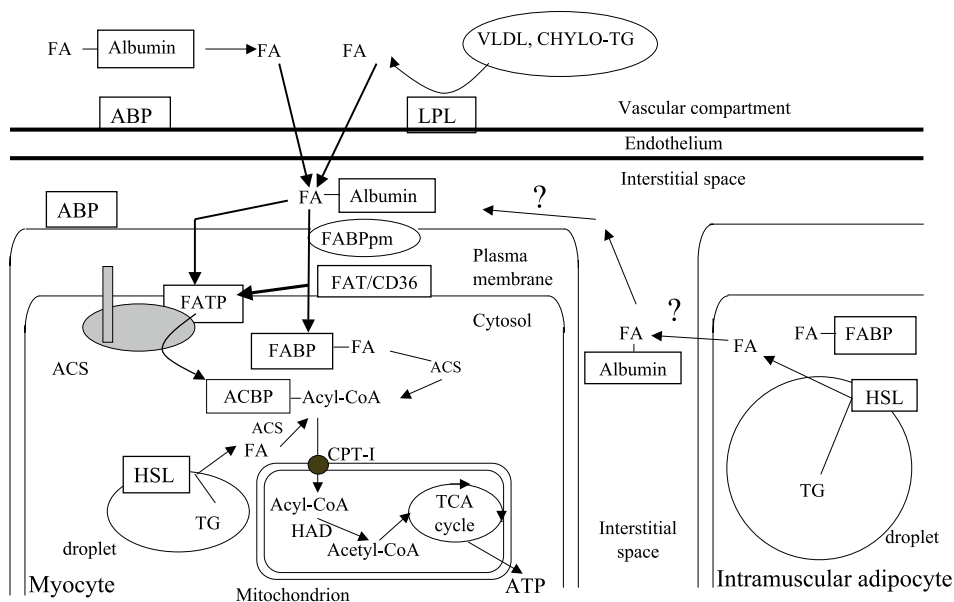 FA
Albumin
FA
FA
VLDL, CHYLO-TG
ABP
LPL
Vascular compartment
Endothelium
Interstitial space
FA
Albumin
ABP
?
FABPpm
Plasma
membrane
FAT/CD36
FATP
Cytosol
?
FA
FABP
FABP
FA
ACS
ACS
FA
Albumin
FA
ACBP
Acyl-CoA
HSL
ACS
FA
CPT-I
HSL
TG
Acyl-CoA
HAD
Acetyl-CoA
TCA
cycle
TG
droplet
Interstitial
space
droplet
Myocyte
Mitochondrion
ATP
Intramuscular adipocyte